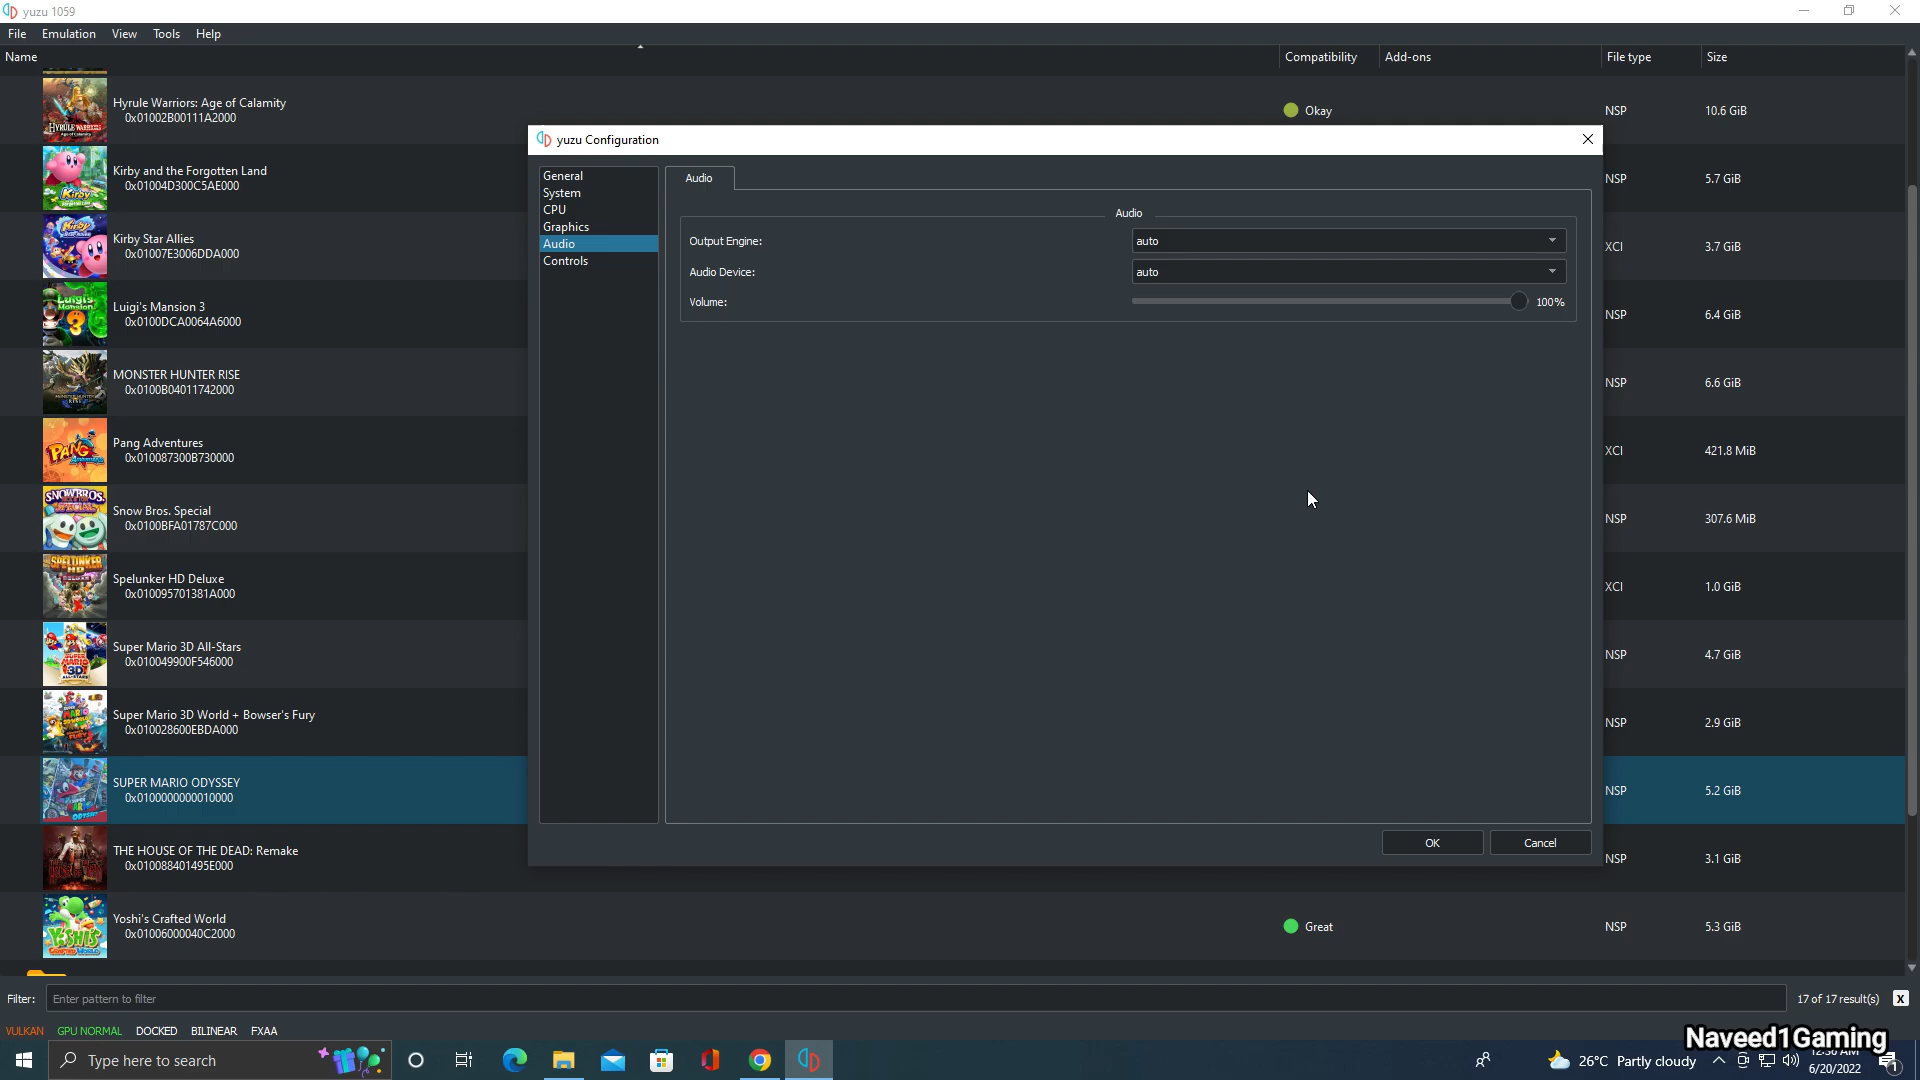 yuzu 1059
File Emulation View Tools Help
Name Compatibility Add-ons File type Size
Hyrule Warriors: Age of Calamity
0x01002B00111A2000
Okay NSP 10.6 GiB
Kirby and the Forgotten Land
0x01004D300C5AE000
NSP 5.7 GiB
Kirby Star Allies
0x01007E3006DDA000
XCI 3.7 GiB
Luigi's Mansion 3
0x0100DCA0064A6000
NSP 6.4 GiB
MONSTER HUNTER RISE
0x0100B04011742000
NSP 6.6 GiB
Pang Adventures
0x010087300B730000
XCI 421.8 MiB
Snow Bros. Special
0x0100BFA01787C000
NSP 307.6 MiB
Spelunker HD Deluxe
0x010095701381A000
XCI 1.0 GiB
Super Mario 3D All-Stars
0x010049900F546000
NSP 4.7 GiB
Super Mario 3D World + Bowser's Fury
0x010028600EBDA000
NSP 2.9 GiB
SUPER MARIO ODYSSEY
0x0100000000010000
NSP 5.2 GiB
THE HOUSE OF THE DEAD: Remake
0x010088401495E000
NSP 3.1 GiB
Yoshi's Crafted World
0x01006000040C2000
Great NSP 5.3 GiB
yuzu Configuration
General
System
CPU
Graphics
Audio
Controls
Audio
Audio
Output Engine: auto
Audio Device: auto
Volume: 100%
OK Cancel
Filter: Enter pattern to filter 17 of 17 result(s) X
VULKAN GPU NORMAL DOCKED BILINEAR FXAA
Naveed1Gaming
Type here to search
26°C Partly cloudy
12:36 AM
6/20/2022
1